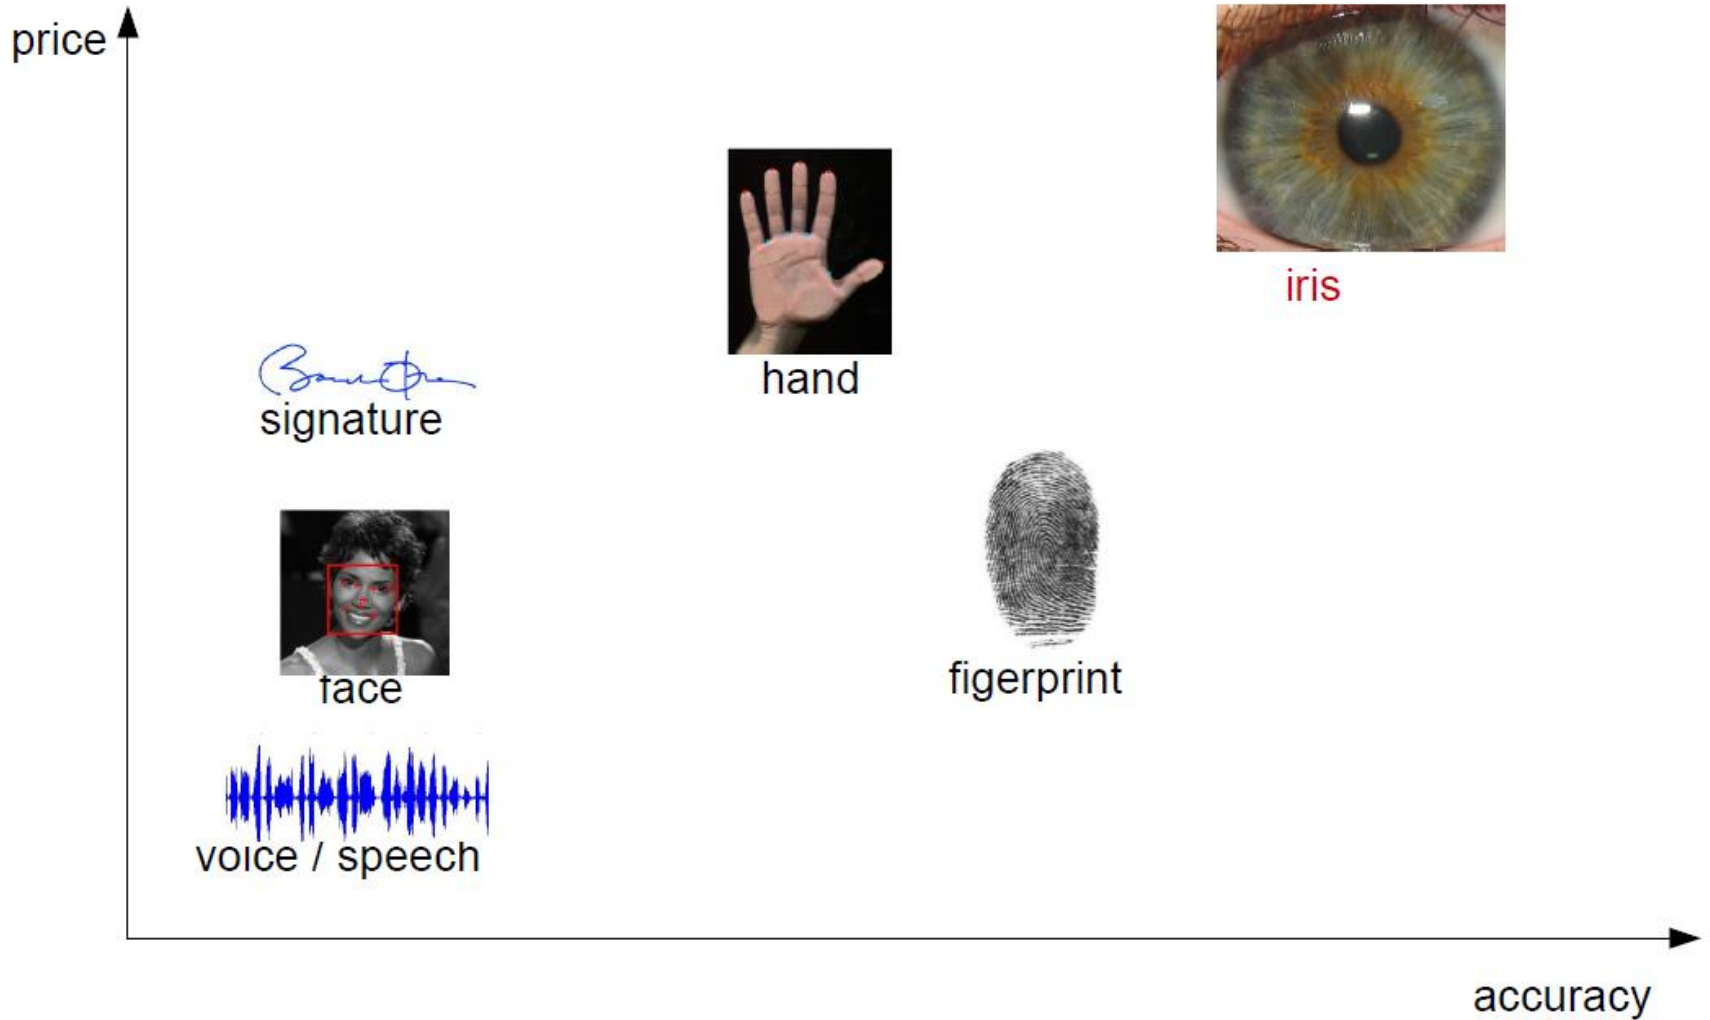 price
iris
hand
signature
face
figerprint
voice / speech
accuracy